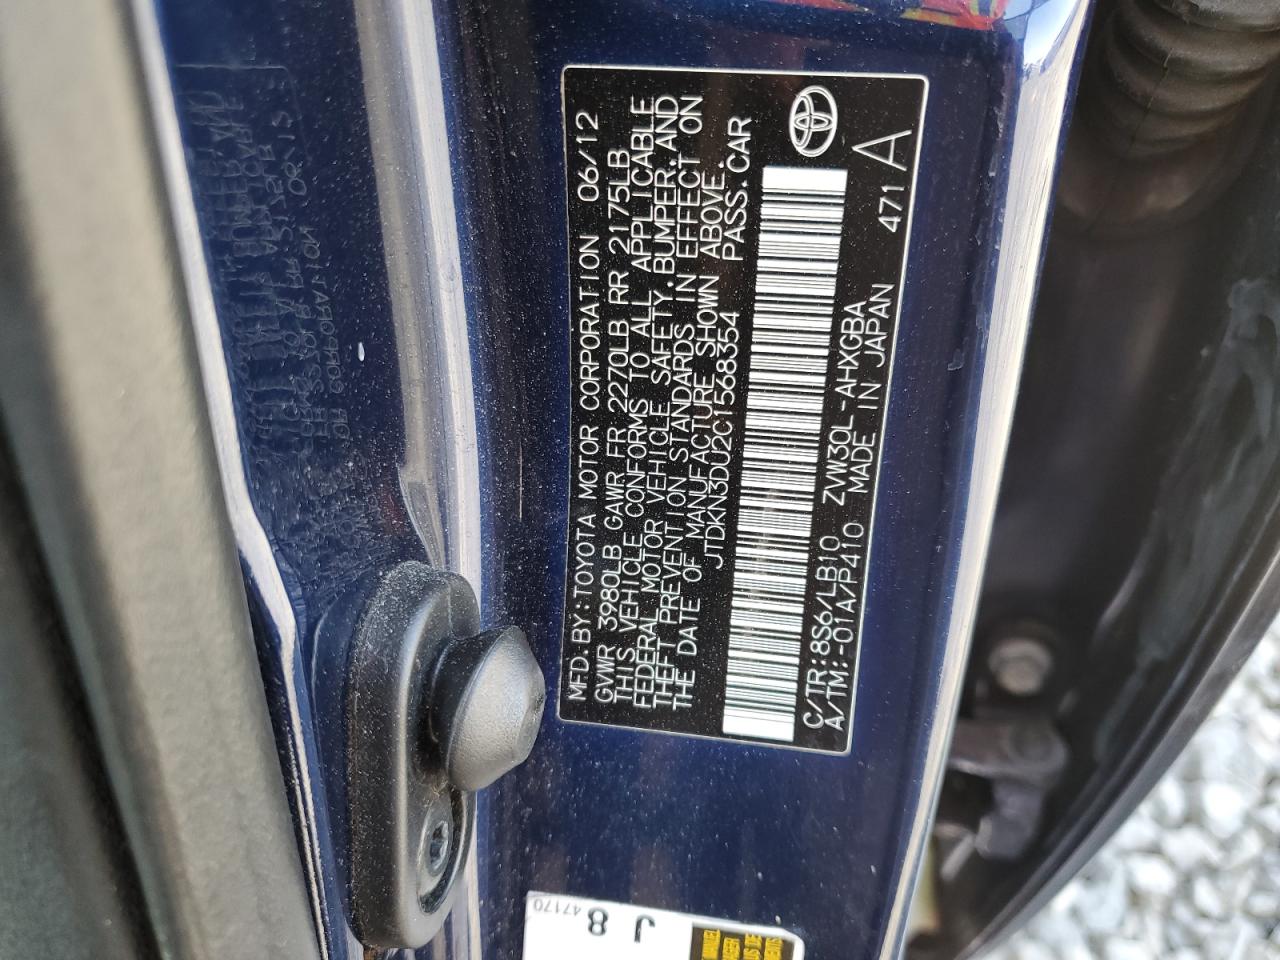 MFD.BY:TOYOTA MOTOR CORPORATION 06/12
GVWR 3980LB GAWR FR 2270LB RR 2175LB
THIS VEHICLE CONFORMS TO ALL APPLICABLE
FEDERAL MOTOR VEHICLE SAFETY,BUMPER,AND
THEFT PREVENTION STANDARDS IN EFFECT ON
THE DATE OF MANUFACTURE SHOWN ABOVE.
JTDKN3DU2C1568354 PASS.CAR
C/TR:8S6/LB10 ZVW30L-AHXGBA
A/TM:-01A/P410 MADE IN JAPAN 471 A
J 8
47170